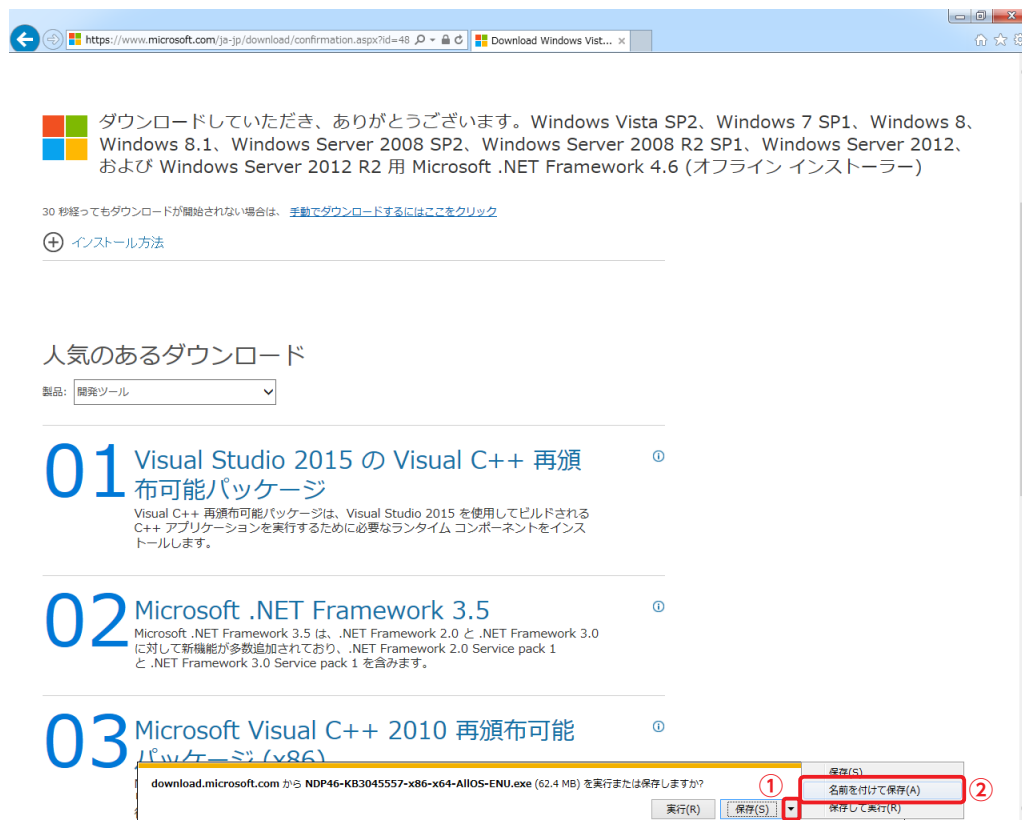 https://www.microsoft.com/ja-jp/download/confirmation.aspx?id=48
Download Windows Vist...
ダウンロードしていただき、ありがとうございます。Windows Vista SP2、Windows 7 SP1、Windows 8、
Windows 8.1、Windows Server 2008 SP2、Windows Server 2008 R2 SP1、Windows Server 2012、
および Windows Server 2012 R2 用 Microsoft .NET Framework 4.6 (オフライン インストーラー)
30 秒経ってもダウンロードが開始されない場合は、 手動でダウンロードするにはここをクリック
インストール方法
人気のあるダウンロード
製品: 開発ツール
01
Visual Studio 2015 の Visual C++ 再頒
布可能パッケージ
Visual C++ 再頒布可能パッケージは、Visual Studio 2015 を使用してビルドされる
C++ アプリケーションを実行するために必要なランタイム コンポーネントをインス
トールします。
02
Microsoft .NET Framework 3.5
Microsoft .NET Framework 3.5 は、.NET Framework 2.0 と .NET Framework 3.0
に対して新機能が多数追加されており、.NET Framework 2.0 Service pack 1
と .NET Framework 3.0 Service pack 1 を含みます。
03
Microsoft Visual C++ 2010 再頒布可能
パッケージ (x86)
download.microsoft.com から NDP46-KB3045557-x86-x64-AllOS-ENU.exe (62.4 MB) を実行または保存しますか?
実行(R)
保存(S)
①
保存(S)
名前を付けて保存(A)
②
保存して実行(R)